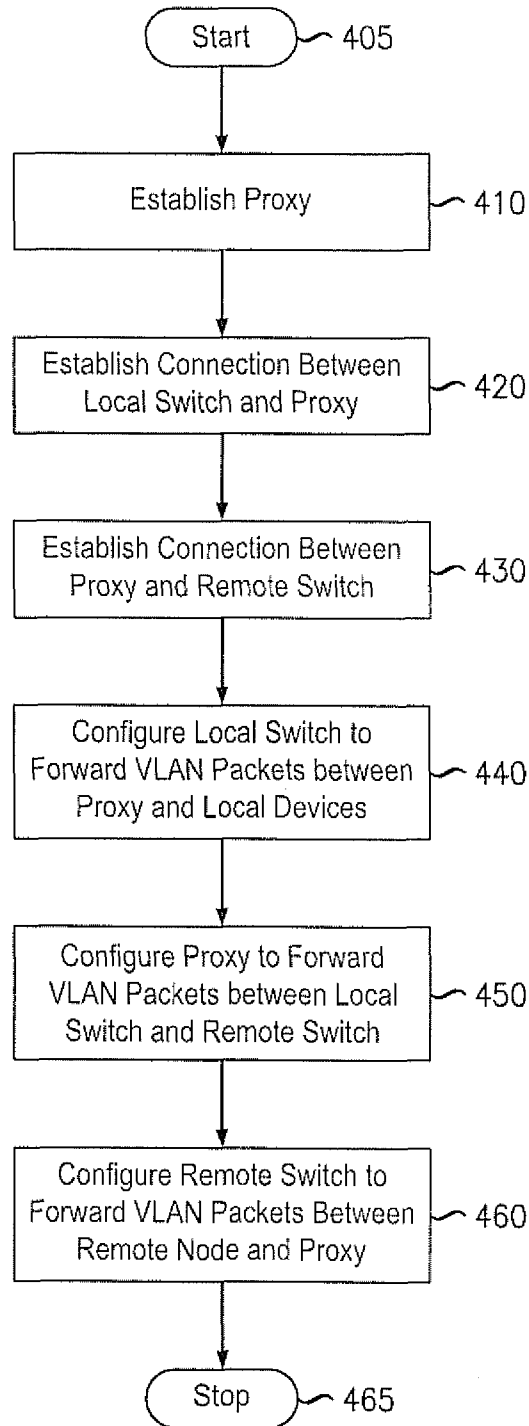 Start
405
Establish Proxy
410
Establish Connection Between
Local Switch and Proxy
420
Establish Connection Between
Proxy and Remote Switch
430
Configure Local Switch to
Forward VLAN Packets between
Proxy and Local Devices
440
Configure Proxy to Forward
VLAN Packets between Local
Switch and Remote Switch
450
Configure Remote Switch to
Forward VLAN Packets Between
Remote Node and Proxy
460
Stop
465